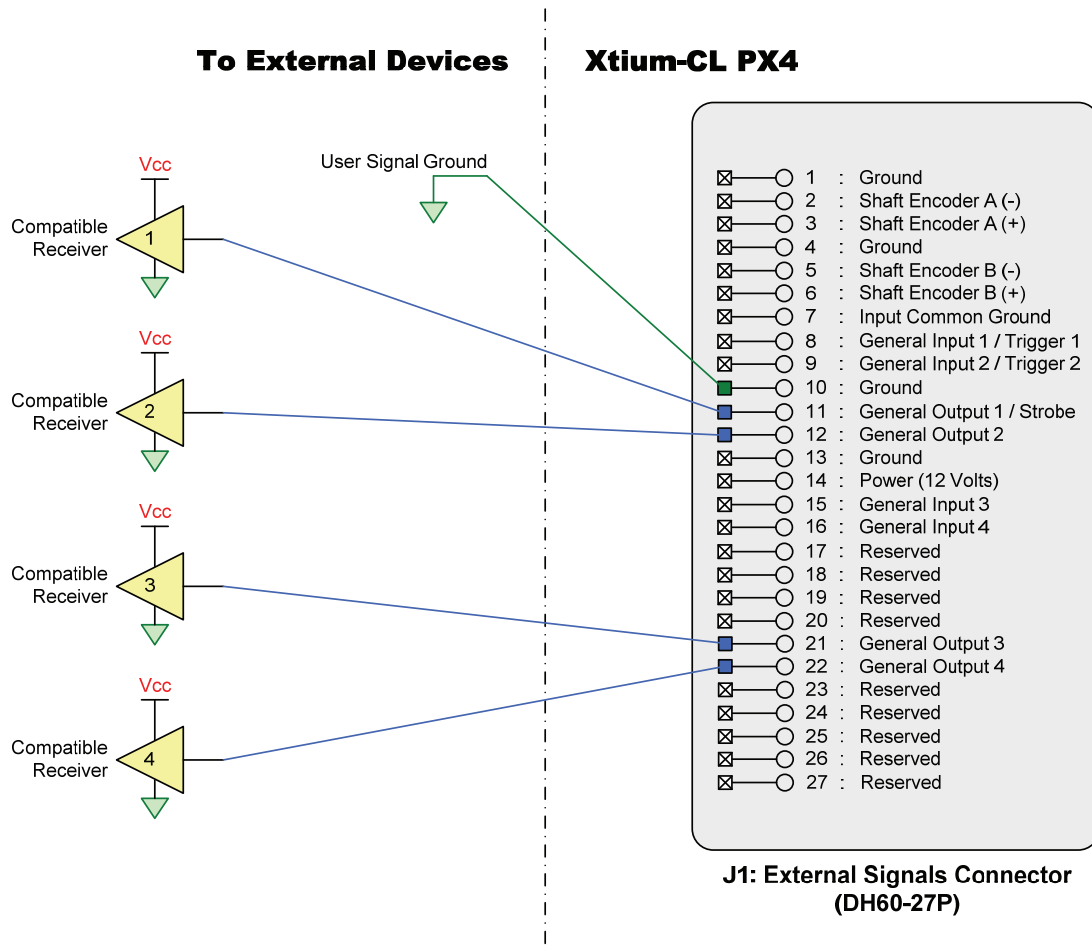 To External Devices
Xtium-CL PX4
User Signal Ground
Vcc
Compatible
Receiver
1
Vcc
Compatible
Receiver
2
Vcc
Compatible
Receiver
3
Vcc
Compatible
Receiver
4
1 : Ground
2 : Shaft Encoder A (-)
3 : Shaft Encoder A (+)
4 : Ground
5 : Shaft Encoder B (-)
6 : Shaft Encoder B (+)
7 : Input Common Ground
8 : General Input 1 / Trigger 1
9 : General Input 2 / Trigger 2
10 : Ground
11 : General Output 1 / Strobe
12 : General Output 2
13 : Ground
14 : Power (12 Volts)
15 : General Input 3
16 : General Input 4
17 : Reserved
18 : Reserved
19 : Reserved
20 : Reserved
21 : General Output 3
22 : General Output 4
23 : Reserved
24 : Reserved
25 : Reserved
26 : Reserved
27 : Reserved
J1: External Signals Connector
(DH60-27P)